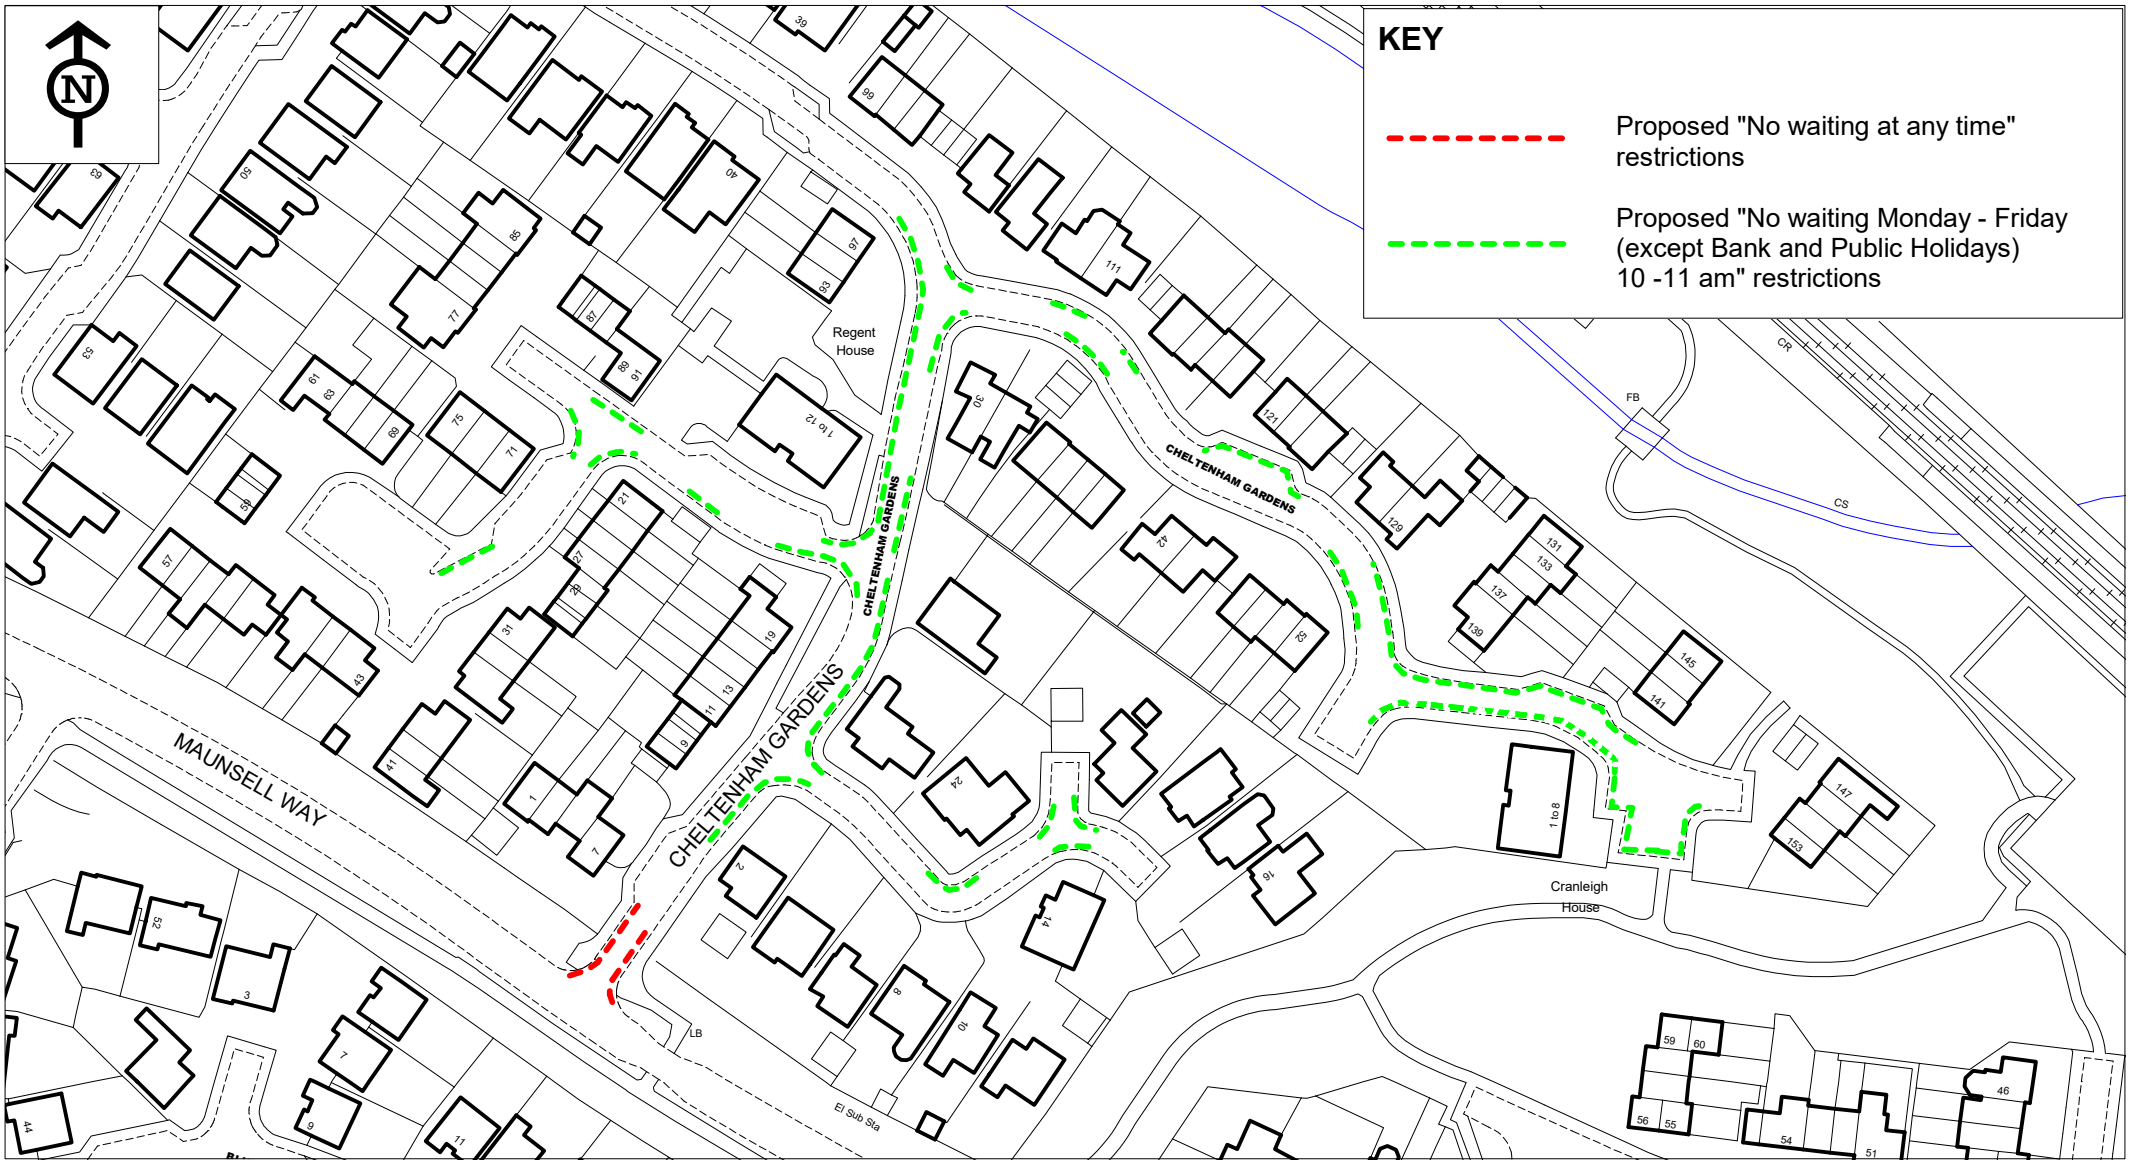 N
KEY
Proposed "No waiting at any time"
restrictions
Proposed "No waiting Monday - Friday
(except Bank and Public Holidays)
10 -11 am" restrictions
39
99
63
50
40
85
97
93
111
77
87
Regent
House
53
61
63
69
75
71
89
91
1 to 12
30
121
CR
FB
CS
CHELTENHAM GARDENS
59
57
21
27
29
CHELTENHAM GARDENS
CHELTENHAM GARDENS
129
131
133
137
139
42
52
145
141
43
31
19
13
11
9
41
1
7
MAUNSELL WAY
CHELTENHAM GARDENS
24
2
16
14
1 to 8
147
153
Cranleigh
House
52
3
8
10
LB
El Sub Sta
7
9
11
44
59
60
56
55
54
51
46